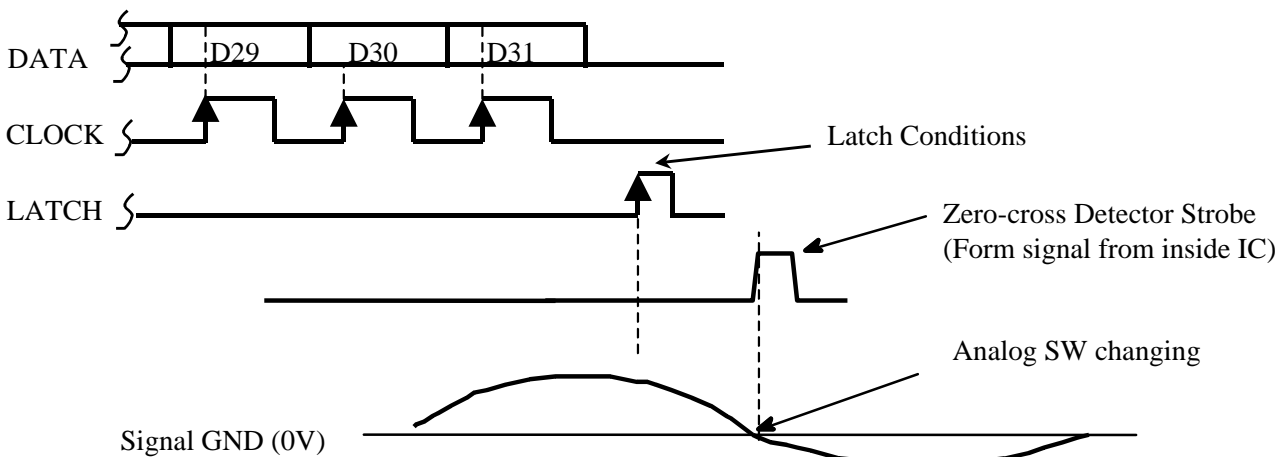 DATA
D29 D30 D31
CLOCK
Latch Conditions
LATCH
Zero-cross Detector Strobe
(Form signal from inside IC)
Analog SW changing
Signal GND (0V)